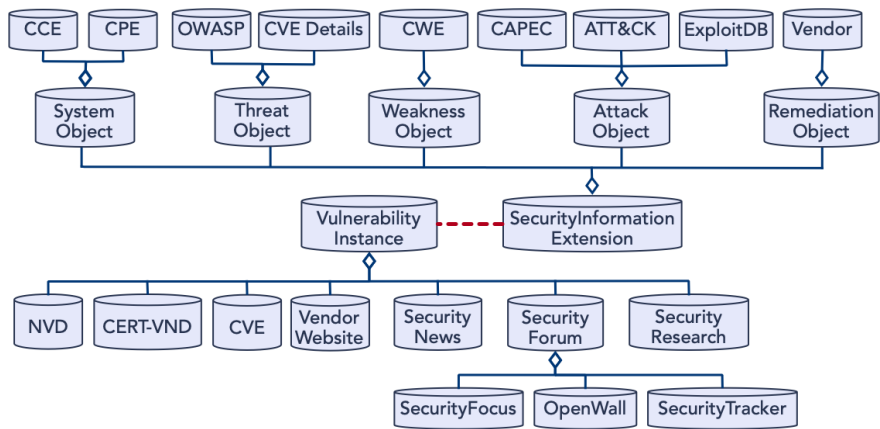 CCE
CPE
OWASP
CVE Details
CWE
CAPEC
ATT&CK
ExploitDB
Vendor
System
Object
Threat
Object
Weakness
Object
Attack
Object
Remediation
Object
Vulnerability
Instance
SecurityInformation
Extension
NVD
CERT-VND
CVE
Vendor
Website
Security
News
Security
Forum
Security
Research
SecurityFocus
OpenWall
SecurityTracker